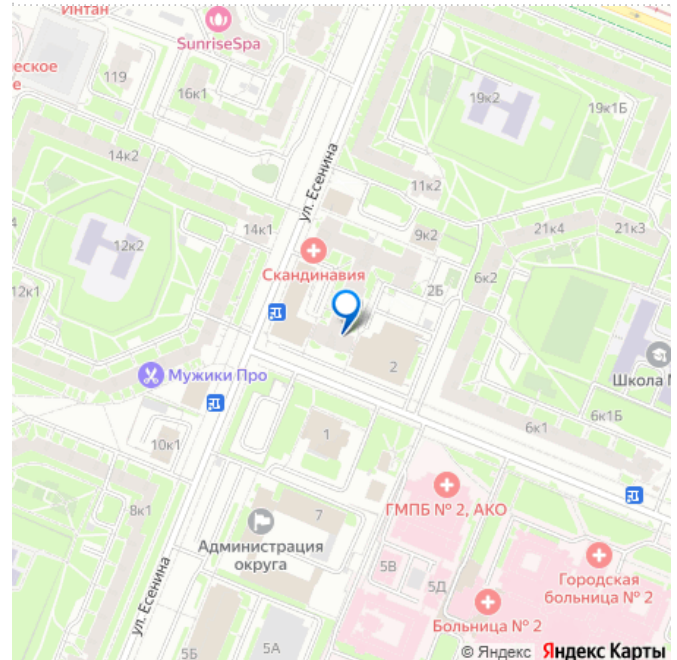 Интан
SunriseSpa
еское
е
119
16к1
19к2
19к1Б
14к2
ул. Есенина
11к2
14к1
9к2
21к4
21к3
12к2
Скандинавия
6к2
2Б
12к1
2
Мужики Про
Школа №
6к1Б
6к1
1
10к1
ГМПБ № 2, АКО
8к1
7
Администрация
округа
5В
5Д
Городская
больница № 2
Больница № 2
ул. Есенина
5Б
5А
© Яндекс Яндекс Карты